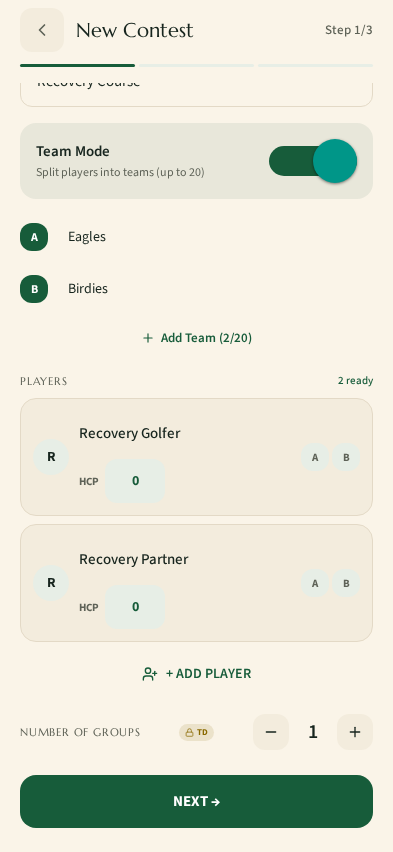 New Contest
Step 1/3
Recovery Course
Team Mode
Split players into teams (up to 20)
A Eagles
B Birdies
+ Add Team (2/20)
PLAYERS
2 ready
R
Recovery Golfer
HCP 0
A B
R
Recovery Partner
HCP 0
A B
+ ADD PLAYER
NUMBER OF GROUPS
TD
− 1 +
NEXT →